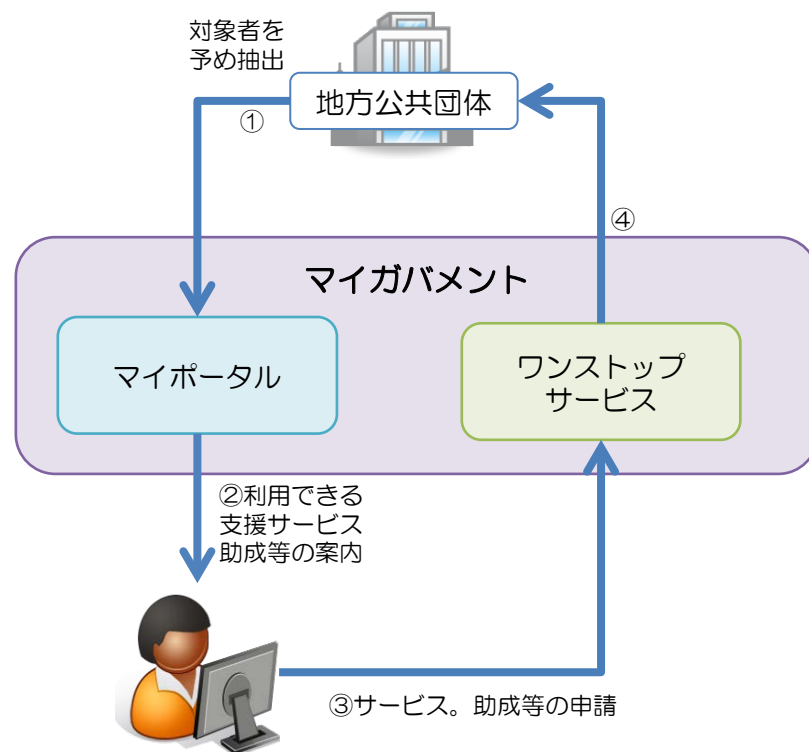 対象者を
予め抽出
地方公共団体
①
④
マイガバメント
マイポータル
ワンストップ
サービス
②利用できる
支援サービス
助成等の案内
③サービス。助成等の申請